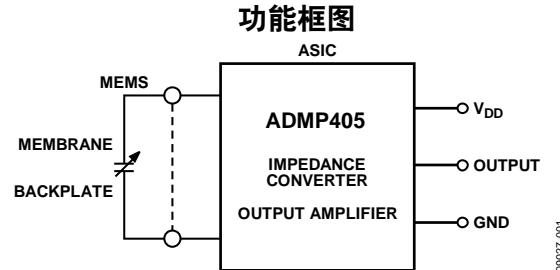 功能框图
ASIC
MEMS
ADMP405
V_DD
MEMBRANE
IMPEDANCE
CONVERTER
OUTPUT
BACKPLATE
OUTPUT AMPLIFIER
GND